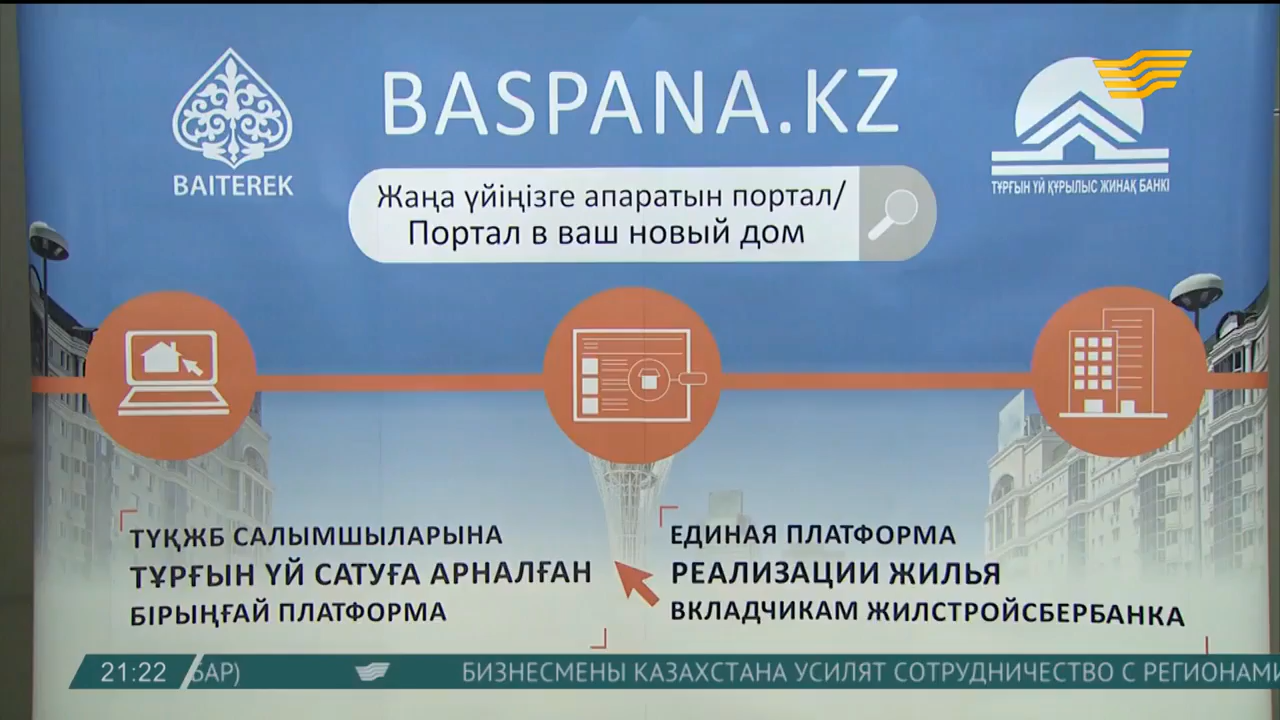 BASPANA.KZ
BAITEREK
ТҰРҒЫН ҮЙ ҚҰРЫЛЫС ЖИНАҚ БАНКІ
Жаңа үйіңізге апаратын портал/
Портал в ваш новый дом
ТҮҚЖБ САЛЫМШЫЛАРЫНА
ТҰРҒЫН ҮЙ САТУҒА АРНАЛҒАН
БІРЫҢҒАЙ ПЛАТФОРМА
ЕДИНАЯ ПЛАТФОРМА
РЕАЛИЗАЦИИ ЖИЛЬЯ
ВКЛАДЧИКАМ ЖИЛСТРОЙСБЕРБАНКА
21:22 БАР) БИЗНЕСМЕНЫ КАЗАХСТАНА УСИЛЯТ СОТРУДНИЧЕСТВО С РЕГИОНАМИ